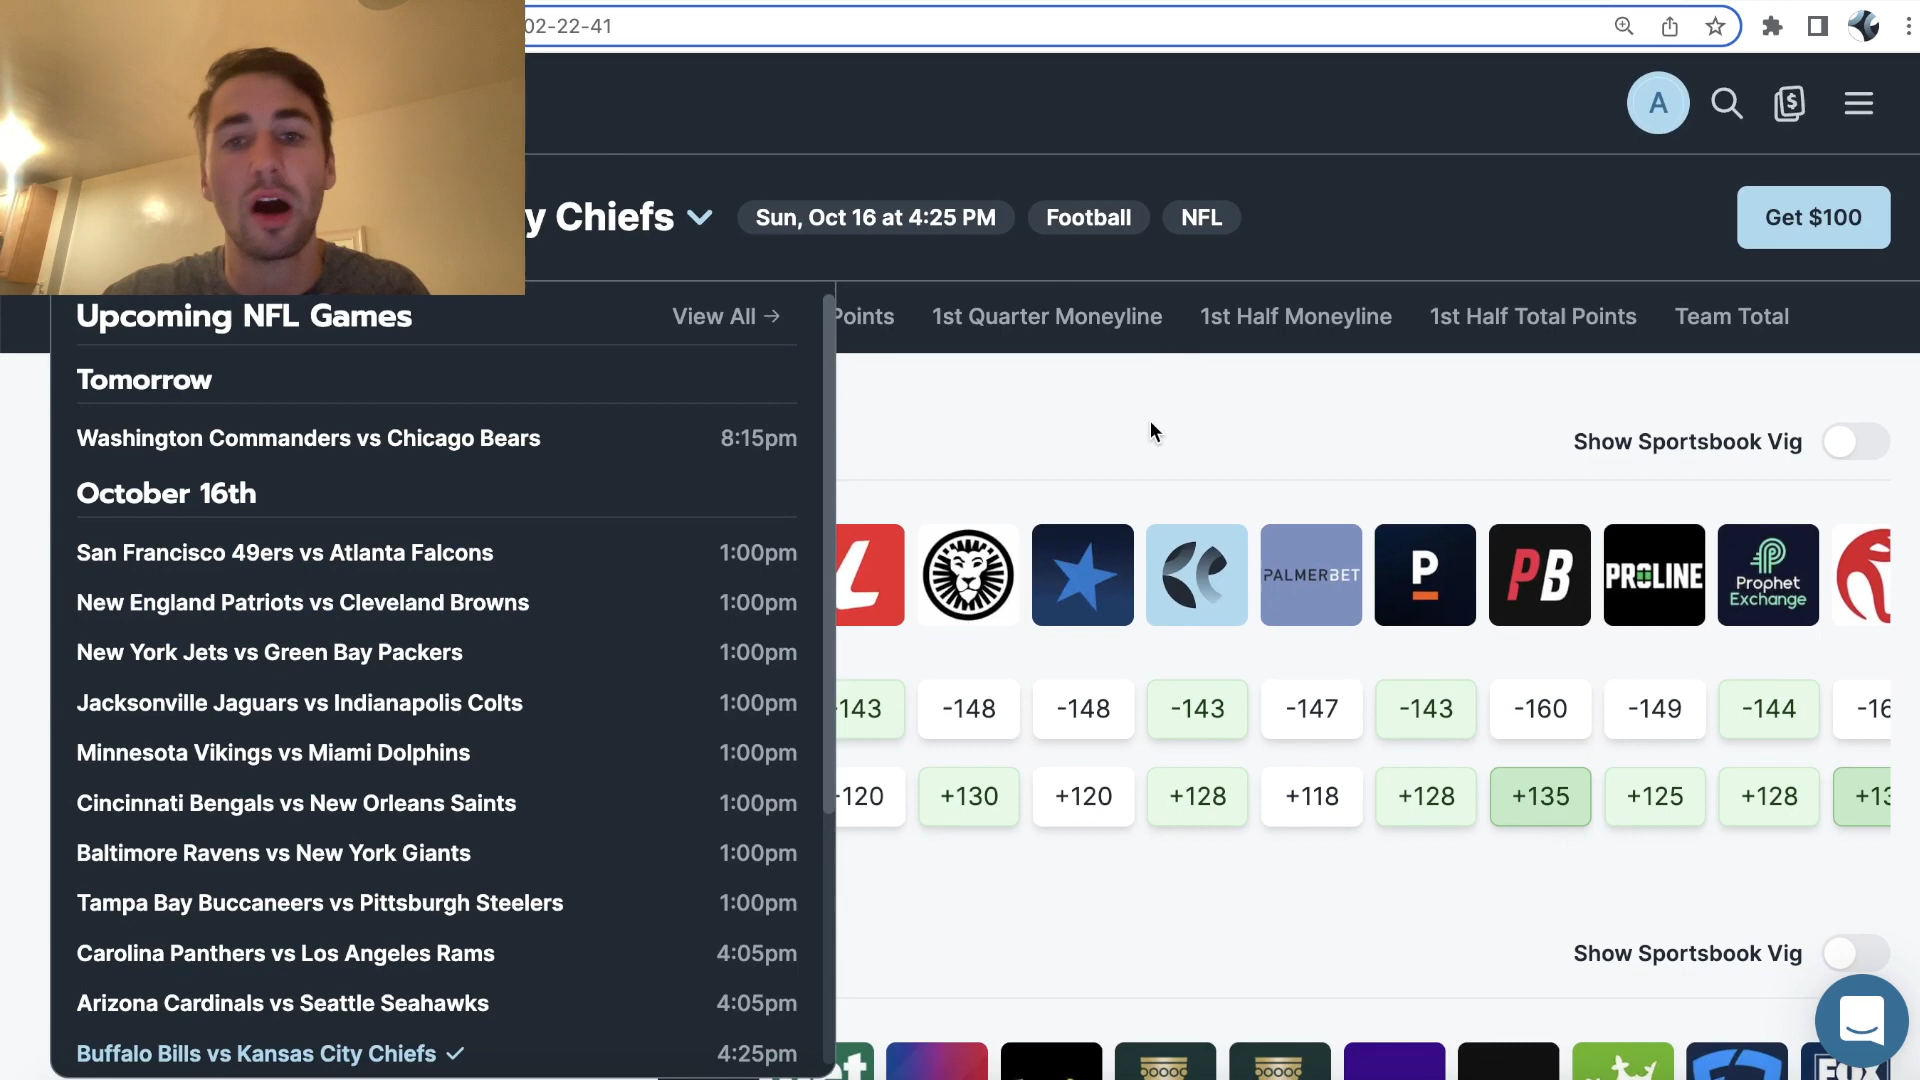 02-22-41
A
y Chiefs
Sun, Oct 16 at 4:25 PM
Football
NFL
Get $100
Upcoming NFL Games
View All →
Points
1st Quarter Moneyline
1st Half Moneyline
1st Half Total Points
Team Total
Tomorrow
Washington Commanders vs Chicago Bears
8:15pm
Show Sportsbook Vig
October 16th
San Francisco 49ers vs Atlanta Falcons
1:00pm
L
PALMERBET
P
PB
PROLINE
Prophet
Exchange
New England Patriots vs Cleveland Browns
1:00pm
New York Jets vs Green Bay Packers
1:00pm
Jacksonville Jaguars vs Indianapolis Colts
1:00pm
-143
-148
-148
-143
-147
-143
-160
-149
-144
-16
Minnesota Vikings vs Miami Dolphins
1:00pm
Cincinnati Bengals vs New Orleans Saints
1:00pm
+120
+130
+120
+128
+118
+128
+135
+125
+128
+13
Baltimore Ravens vs New York Giants
1:00pm
Tampa Bay Buccaneers vs Pittsburgh Steelers
1:00pm
Carolina Panthers vs Los Angeles Rams
4:05pm
Show Sportsbook Vig
Arizona Cardinals vs Seattle Seahawks
4:05pm
Buffalo Bills vs Kansas City Chiefs
4:25pm
FOX